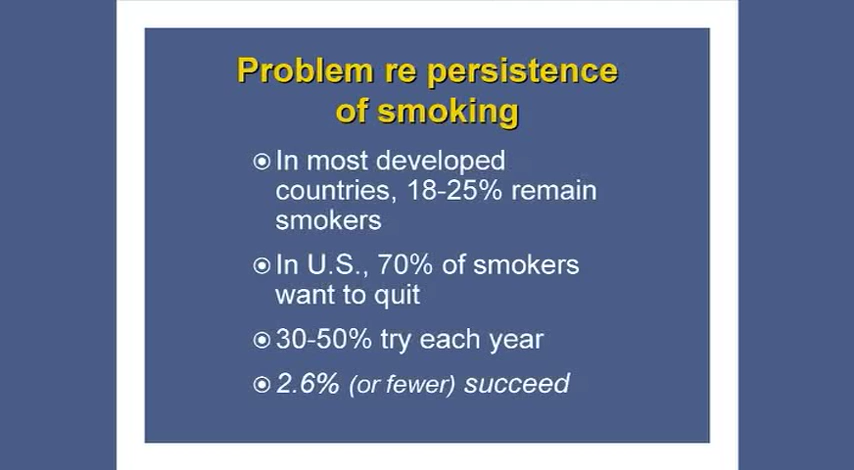 Problem re persistence
of smoking
In most developed
countries, 18-25% remain
smokers
In U.S., 70% of smokers
want to quit
30-50% try each year
2.6% (or fewer) succeed